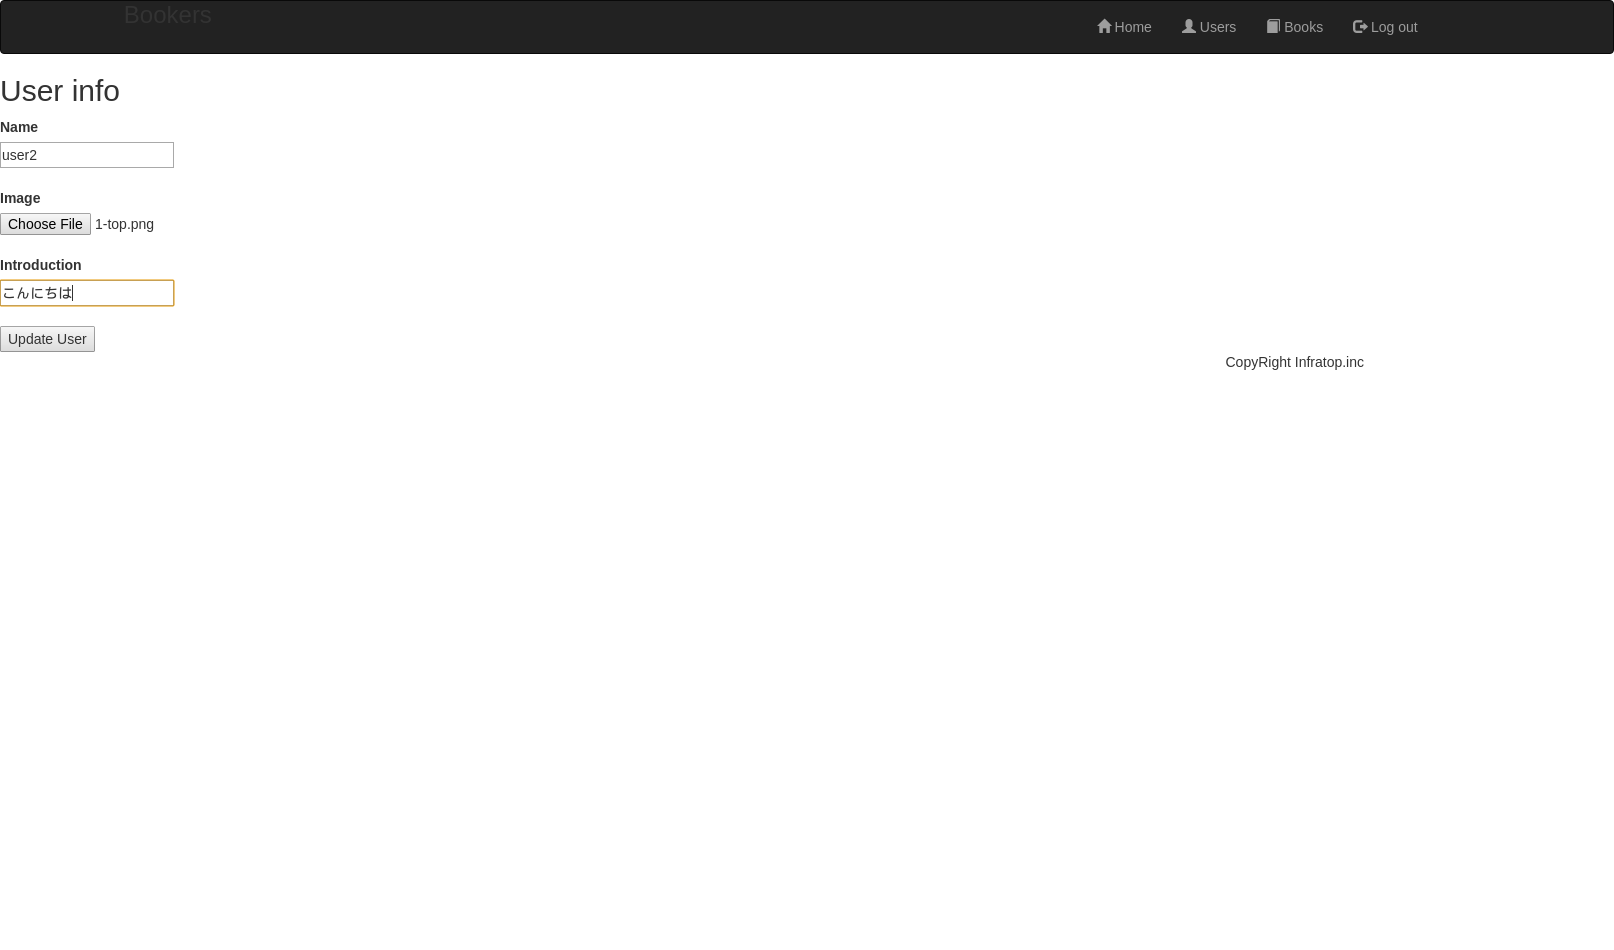 Bookers
Home Users Books Log out
User info
Name
user2
Image
Choose File 1-top.png
Introduction
こんにちは
Update User
CopyRight Infratop.inc